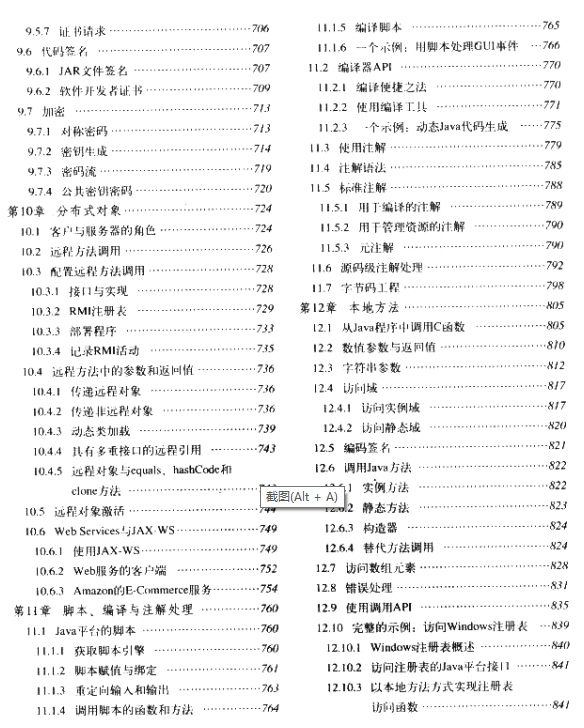 9.5.7 证书请求 706
9.6 代码签名 707
9.6.1 JAR文件签名 707
9.6.2 软件开发者证书 709
9.7 加密 713
9.7.1 对称密码 713
9.7.2 密钥生成 714
9.7.3 密码流 719
9.7.4 公共密钥密码 720
第10章 分布式对象 724
10.1 客户与服务器的角色 724
10.2 远程方法调用 726
10.3 配置远程方法调用 728
10.3.1 接口与实现 728
10.3.2 RMI注册表 729
10.3.3 部署程序 733
10.3.4 记录RMI活动 735
10.4 远程方法中的参数和返回值 736
10.4.1 传递远程对象 736
10.4.2 传递非远程对象 736
10.4.3 动态类加载 739
10.4.4 具有多重接口的远程引用 743
10.4.5 远程对象与equals、hashCode和
clone方法
10.5 远程对象激活 744
10.6 Web Services与JAX-WS 749
10.6.1 使用JAX-WS 749
10.6.2 Web服务的客户端 752
10.6.3 Amazon的E-Commerce服务 754
第11章 脚本、编译与注解处理 760
11.1 Java平台的脚本 760
11.1.1 获取脚本引擎 760
11.1.2 脚本赋值与绑定 761
11.1.3 重定向输入和输出 763
11.1.4 调用脚本的函数和方法 764
11.1.5 编译脚本 765
11.1.6 一个示例：用脚本处理GUI事件 766
11.2 编译器API 770
11.2.1 编译便捷之法 770
11.2.2 使用编译工具 771
11.2.3 一个示例：动态Java代码生成 775
11.3 使用注解 779
11.4 注解语法 785
11.5 标准注解 788
11.5.1 用于编译的注解 789
11.5.2 用于管理资源的注解 790
11.5.3 元注解 790
11.6 源码级注解处理 792
11.7 字节码工程 798
第12章 本地方法 805
12.1 从Java程序中调用C函数 805
12.2 数值参数与返回值 810
12.3 字符串参数 812
12.4 访问域 817
12.4.1 访问实例域 817
12.4.2 访问静态域 820
12.5 编码签名 821
12.6 调用Java方法 822
截图(Alt + A)
6.1 实例方法 822
12.6.2 静态方法 823
12.6.3 构造器 824
12.6.4 替代方法调用 824
12.7 访问数组元素 828
12.8 错误处理 831
12.9 使用调用API 835
12.10 完整的示例：访问Windows注册表 839
12.10.1 Windows注册表概述 840
12.10.2 访问注册表的Java平台接口 841
12.10.3 以本地方法方式实现注册表
访问函数 841